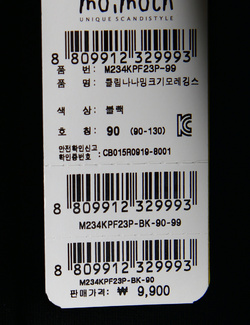 moimoln
UNIQUE SCANDISTYLE
8 809912 329993
품 번: M234KPF23P-99
품 명: 클림나나밍크기모레깅스
색 상: 블랙
호 칭: 90 (90-130)
안전확인신고
확인증번호 : CB015R0919-8001
8 809912 329993
M234KPF23P-BK-90-99
8 809912 329993
M234KPF23P-BK-90
판매가격: ₩ 9,900